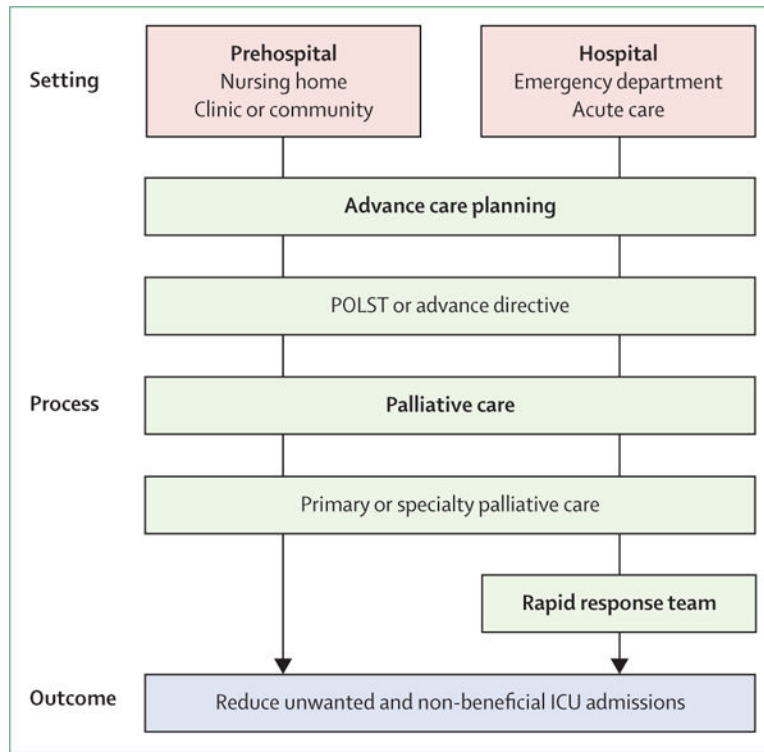 Setting
Prehospital
Nursing home
Clinic or community
Hospital
Emergency department
Acute care
Advance care planning
POLST or advance directive
Process
Palliative care
Primary or specialty palliative care
Rapid response team
Outcome
Reduce unwanted and non-beneficial ICU admissions